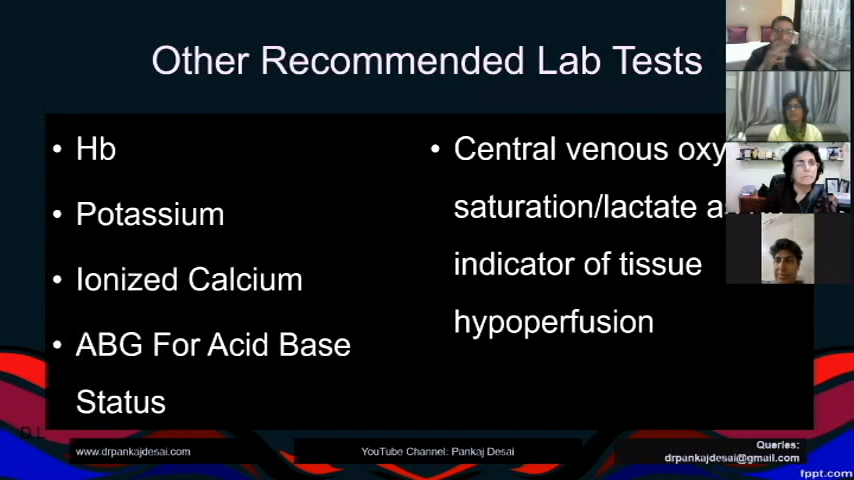 Other Recommended Lab Tests
• Hb
• Potassium
• Ionized Calcium
• ABG For Acid Base
Status
• Central venous
saturation/lactate
indicator of tissue
hypoperfusion
www.drpankajdesai.com
YouTube Channel: Pankaj Desai
Queries:
drpankajdesai@gmail.com
fppt.com